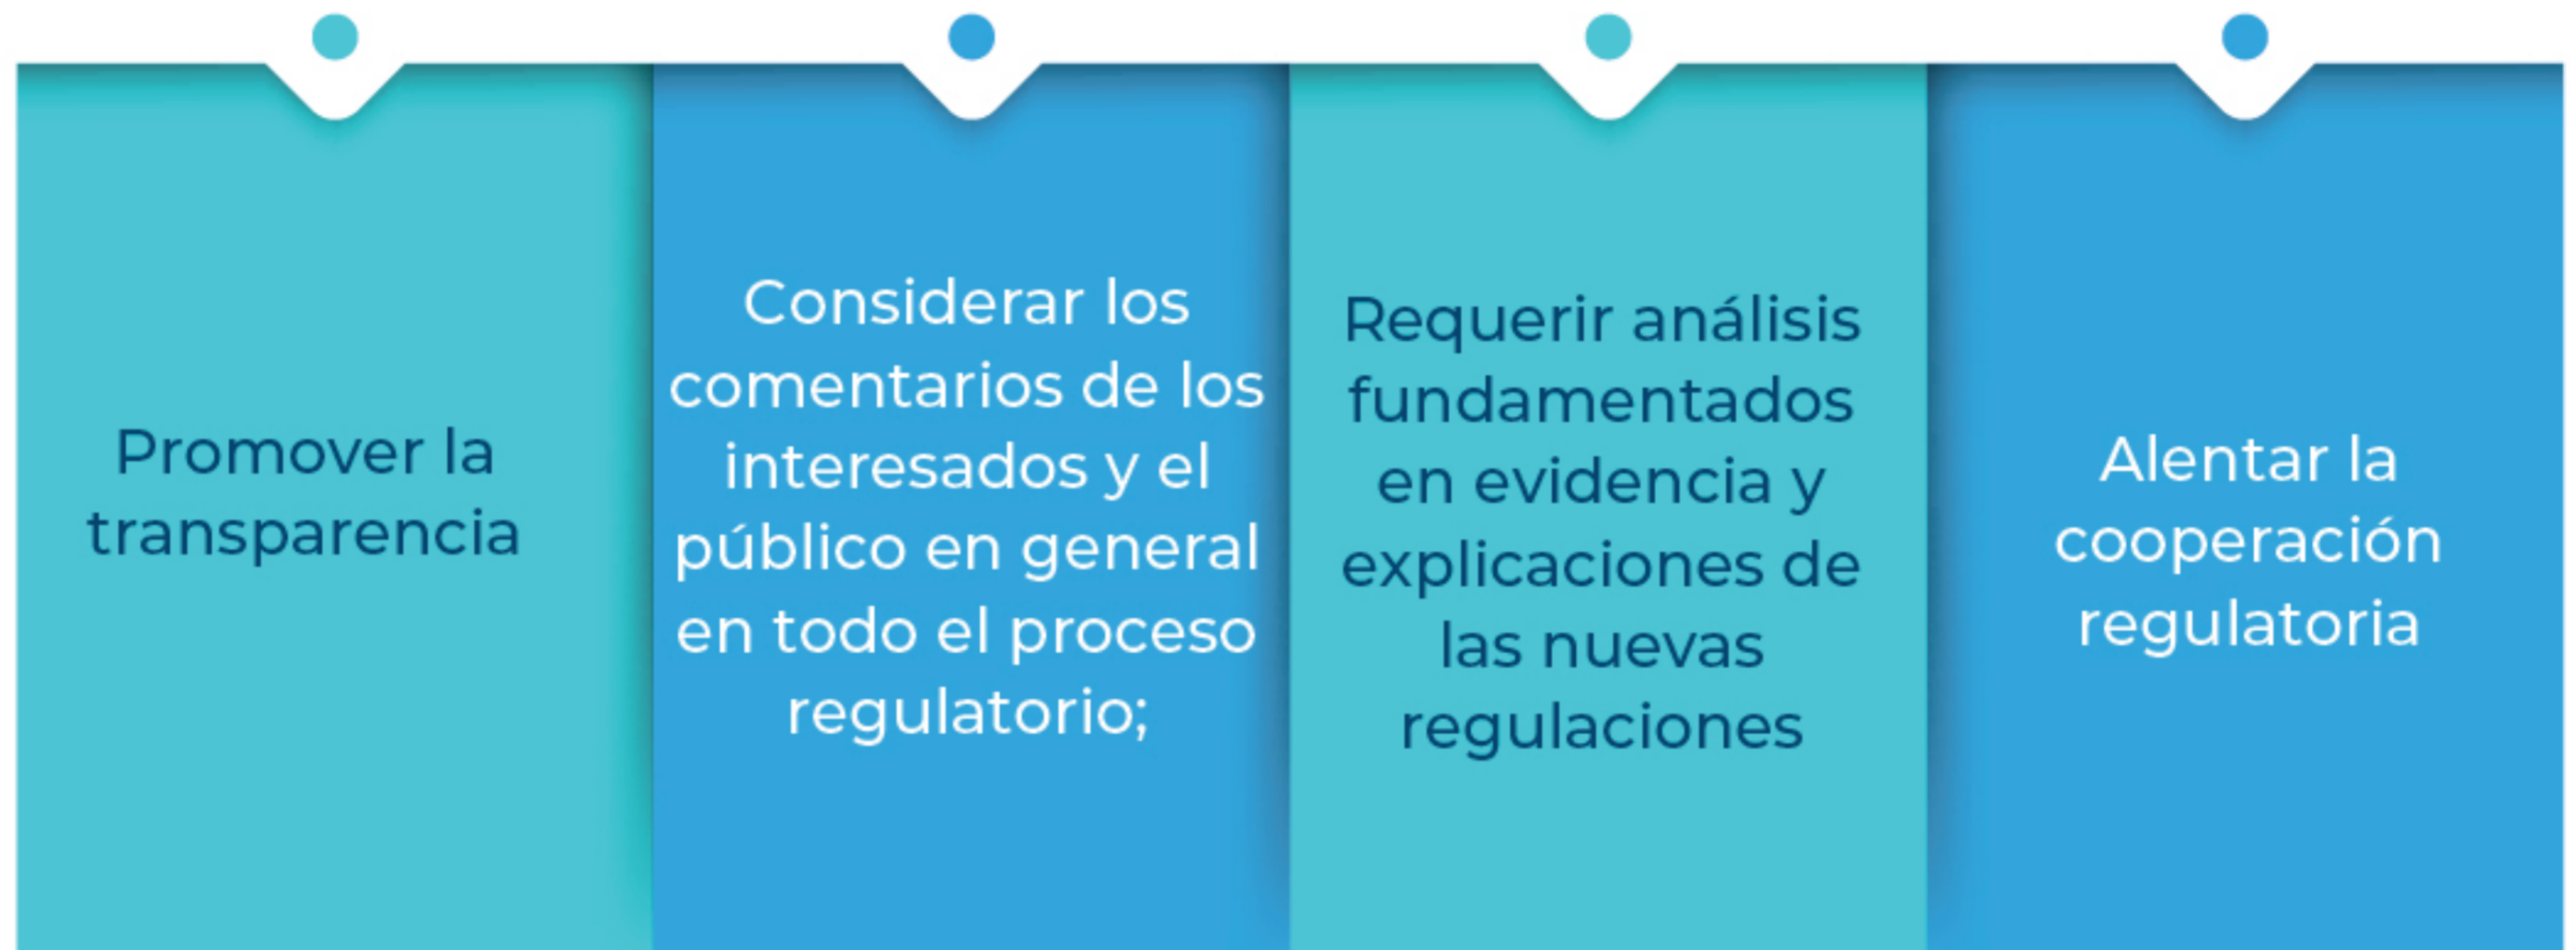 Promover la
transparencia
Considerar los
comentarios de los
interesados y el
público en general
en todo el proceso
regulatorio;
Requerir análisis
fundamentados
en evidencia y
explicaciones de
las nuevas
regulaciones
Alentar la
cooperación
regulatoria